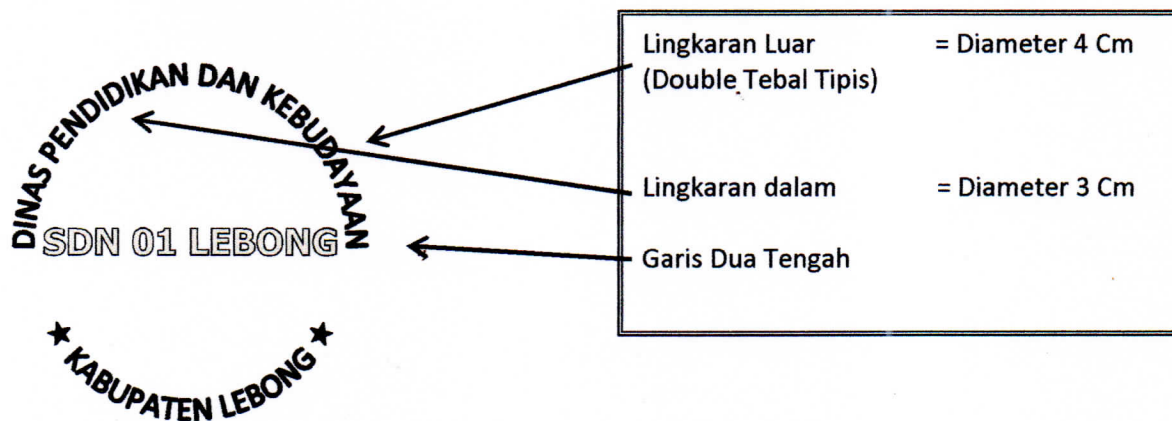 DINAS PENDIDIKAN DAN KEBUDAYAAN
SDN 01 LEBONG
★ KABUPATEN LEBONG ★
Lingkaran Luar = Diameter 4 Cm
(Double Tebal Tipis)
Lingkaran dalam = Diameter 3 Cm
Garis Dua Tengah